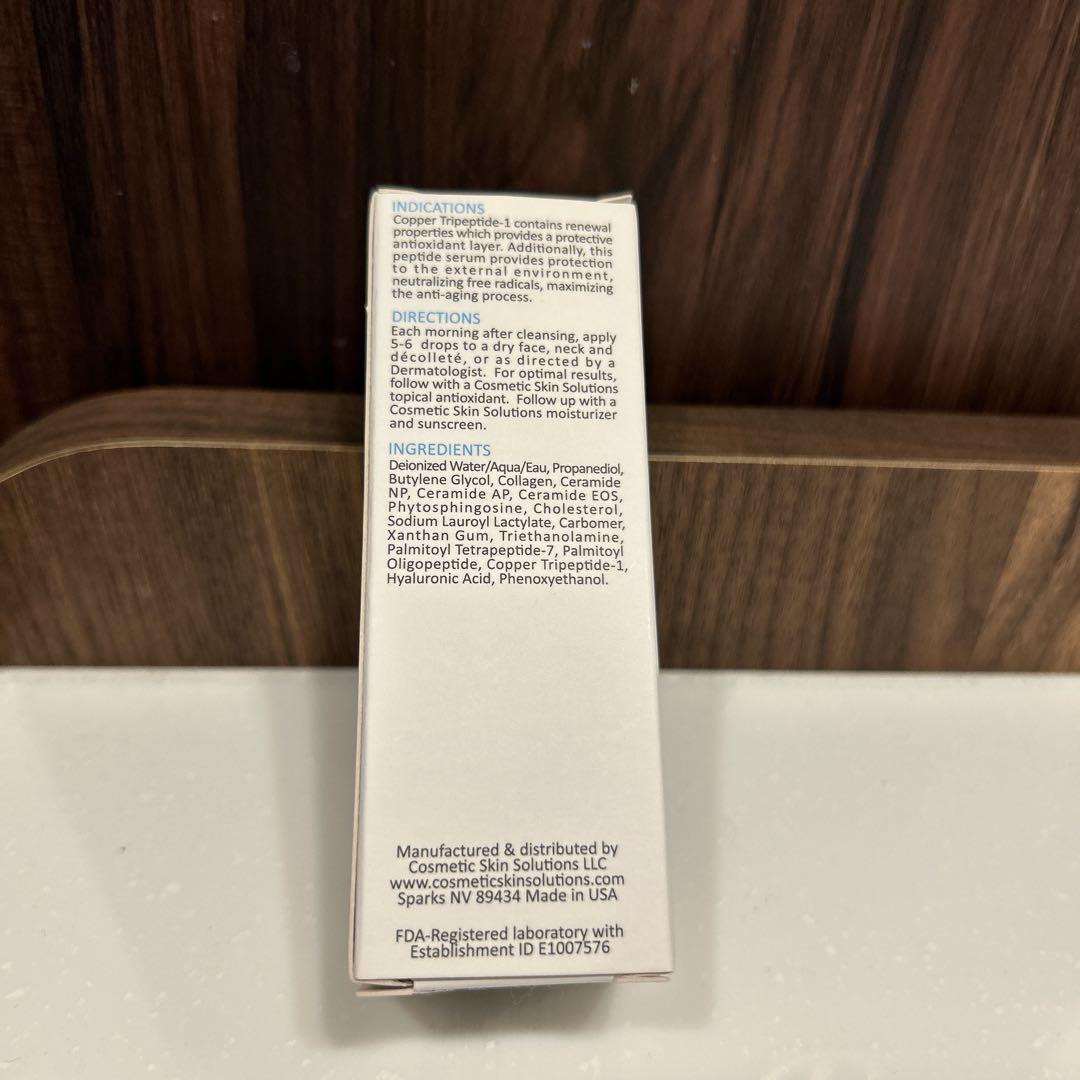 INDICATIONS
Copper Tripeptide-1 contains renewal
properties which provides a protective
antioxidant layer. Additionally, this
peptide serum provides protection
to the external environment,
neutralizing free radicals, maximizing
the anti-aging process.
DIRECTIONS
Each morning after cleansing, apply
5-6 drops to a dry face, neck and
décolleté, or as directed by a
Dermatologist. For optimal results,
follow with a Cosmetic Skin Solutions
topical antioxidant. Follow up with a
Cosmetic Skin Solutions moisturizer
and sunscreen.
INGREDIENTS
Deionized Water/Aqua/Eau, Propanediol,
Butylene Glycol, Collagen, Ceramide
NP, Ceramide AP, Ceramide EOS,
Phytosphingosine, Cholesterol,
Sodium Lauroyl Lactylate, Carbomer,
Xanthan Gum, Triethanolamine,
Palmitoyl Tetrapeptide-7, Palmitoyl
Oligopeptide, Copper Tripeptide-1,
Hyaluronic Acid, Phenoxyethanol.
Manufactured & distributed by
Cosmetic Skin Solutions LLC
www.cosmeticskinsolutions.com
Sparks NV 89434 Made in USA
FDA-Registered laboratory with
Establishment ID E1007576